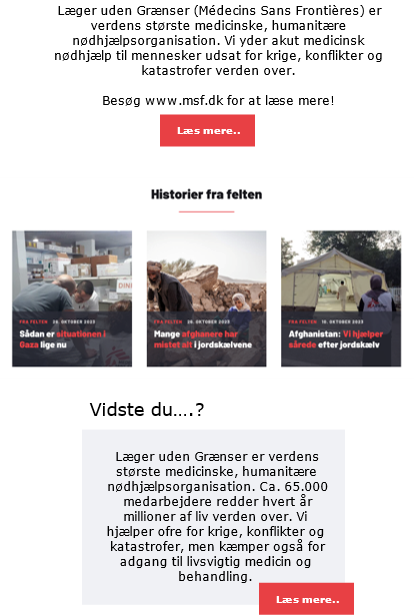 Læger uden Grænser (Médecins Sans Frontières) er
verdens største medicinske, humanitære
nødhjælpsorganisation. Vi yder akut medicinsk
nødhjælp til mennesker udsat for krige, konflikter og
katastrofer verden over.
Besøg www.msf.dk for at læse mere!
Læs mere..
Historier fra felten
FRA FELTEN 26. OKTOBER 2023
Sådan er situationen i
Gaza lige nu
FRA FELTEN 26. OKTOBER 2023
Mange afghanere har
mistet alt i jordskælvene
FRA FELTEN 10. OKTOBER 2023
Afghanistan: Vi hjælper
sårede efter jordskælv
Vidste du....?
Læger uden Grænser er verdens
største medicinske, humanitære
nødhjælpsorganisation. Ca. 65.000
medarbejdere redder hvert år
millioner af liv verden over. Vi
hjælper ofre for krige, konflikter og
katastrofer, men kæmper også for
adgang til livsvigtig medicin og
behandling.
Læs mere..